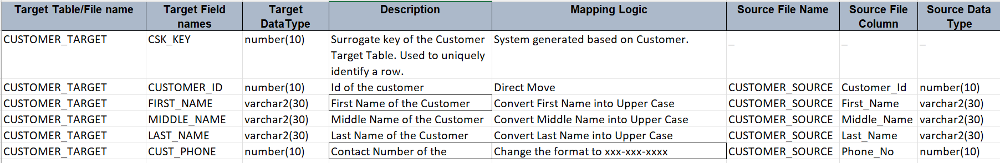 Target Table/File name | Target Field names | Target DataType | Description | Mapping Logic | Source File Name | Source File Column | Source Data Type
CUSTOMER_TARGET | CSK_KEY | number(10) | Surrogate key of the Customer Target Table. Used to uniquely identify a row. | System generated based on Customer. | _ | _ | _
CUSTOMER_TARGET | CUSTOMER_ID | number(10) | Id of the customer | Direct Move | CUSTOMER_SOURCE | Customer_Id | number(10)
CUSTOMER_TARGET | FIRST_NAME | varchar2(30) | First Name of the Customer | Convert First Name into Upper Case | CUSTOMER_SOURCE | First_Name | varchar2(30)
CUSTOMER_TARGET | MIDDLE_NAME | varchar2(30) | Middle Name of the Customer | Convert Middle Name into Upper Case | CUSTOMER_SOURCE | Middle_Name | varchar2(30)
CUSTOMER_TARGET | LAST_NAME | varchar2(30) | Last Name of the Customer | Convert Last Name into Upper Case | CUSTOMER_SOURCE | Last_Name | varchar2(30)
CUSTOMER_TARGET | CUST_PHONE | number(10) | Contact Number of the | Change the format to xxx-xxx-xxxx | CUSTOMER_SOURCE | Phone_No | number(10)